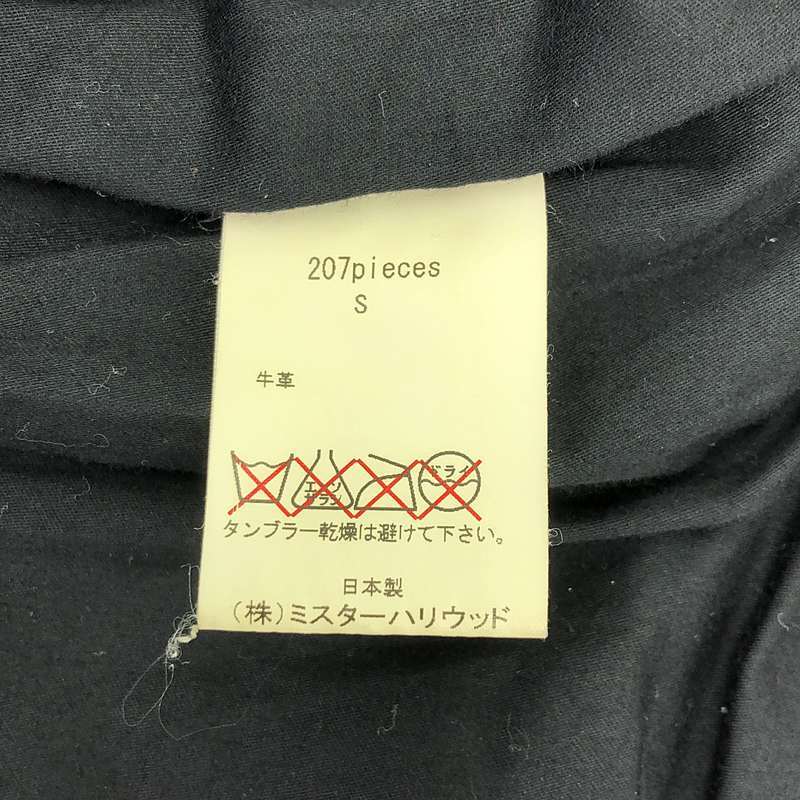 207pieces
S
牛革
エンソ
サラシ
ドライ
タンブラー乾燥は避けて下さい。
日本製
(株)ミスターハリウッド